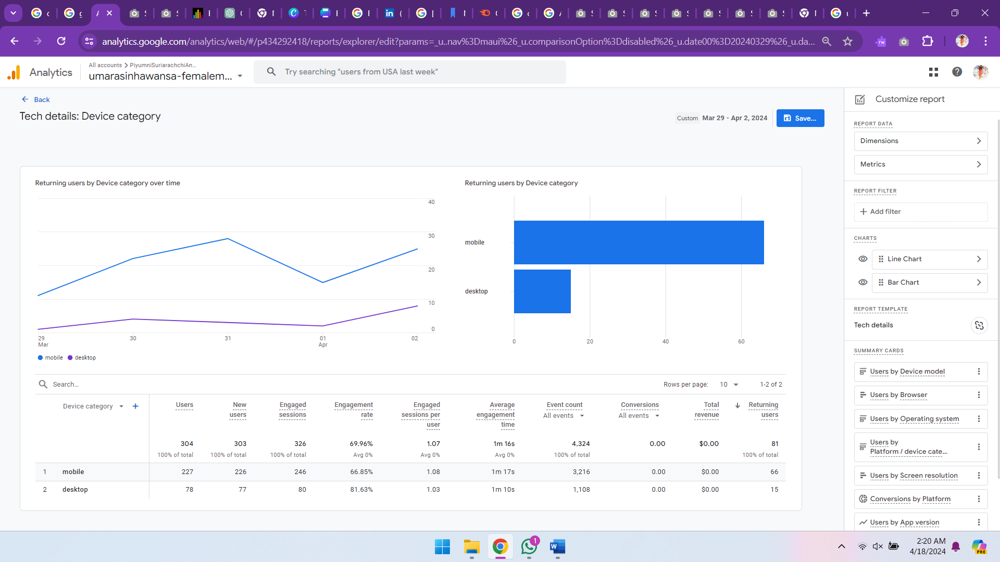 analytics.google.com/analytics/web/#/p434292418/reports/explorer/edit?params=_u..nav%3Dmaui%26_u.comparisonOption%3Ddisabled%26_u.date00%3D20240329%26_u.da...
Analytics
All accounts > PiyumniSuriarachchiAn...
umarasinhawansa-femalem...
Try searching "users from USA last week"
Back
Tech details: Device category
Custom Mar 29 - Apr 2, 2024
Save...
Returning users by Device category over time
40
30
20
10
0
29 Mar
30
31
01 Apr
02
mobile desktop
Returning users by Device category
mobile
desktop
0 20 40 60
Search...
Rows per page: 10 1-2 of 2
Device category +
Users
New users
Engaged sessions
Engagement rate
Engaged sessions per user
Average engagement time
Event count
All events
Conversions
All events
Total revenue
Returning users
304 303 326 69.96% 1.07 1m 16s 4,324 0.00 $0.00 81
100% of total 100% of total 100% of total Avg 0% Avg 0% Avg 0% 100% of total 100% of total
1 mobile 227 226 246 66.85% 1.08 1m 17s 3,216 0.00 $0.00 66
2 desktop 78 77 80 81.63% 1.03 1m 10s 1,108 0.00 $0.00 15
Customize report
REPORT DATA
Dimensions
Metrics
REPORT FILTER
+ Add filter
CHARTS
Line Chart
Bar Chart
REPORT TEMPLATE
Tech details
SUMMARY CARDS
Users by Device model
Users by Browser
Users by Operating system
Users by
Platform / device cate...
Users by Screen resolution
Conversions by Platform
Users by App version
1
2:20 AM
4/18/2024
PRE